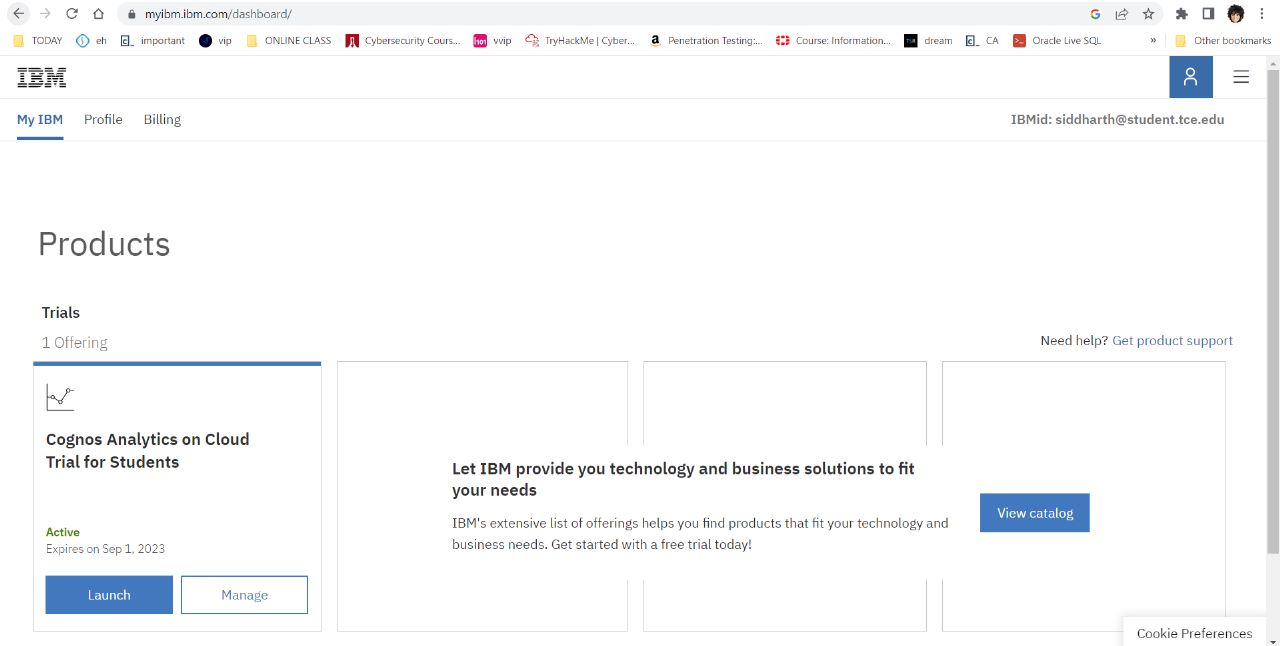 myibm.ibm.com/dashboard/
TODAY eh important vip ONLINE CLASS Cybersecurity Cours... vvip TryHackMe | Cyber... Penetration Testing:... Course: Information... dream CA Oracle Live SQL » Other bookmarks
IBM
My IBM Profile Billing IBMid: siddharth@student.tce.edu
Products
Trials
1 Offering
Need help? Get product support
Cognos Analytics on Cloud
Trial for Students
Active
Expires on Sep 1, 2023
Launch Manage
Let IBM provide you technology and business solutions to fit
your needs
IBM's extensive list of offerings helps you find products that fit your technology and
business needs. Get started with a free trial today!
View catalog
Cookie Preferences